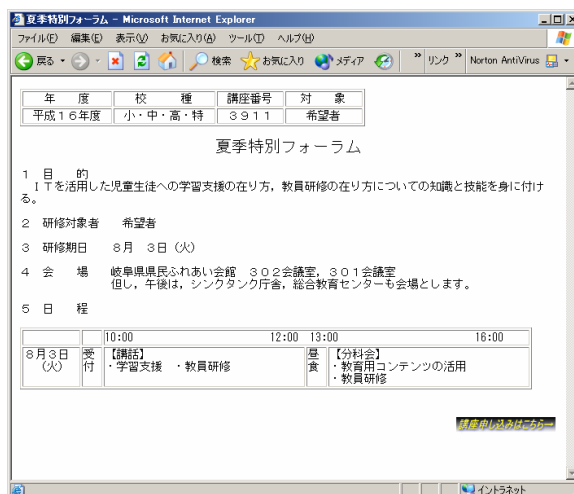 夏季特別フォーラム - Microsoft Internet Explorer
ファイル(F) 編集(E) 表示(V) お気に入り(A) ツール(T) ヘルプ(H)
戻る 検索 お気に入り メディア » リンク » Norton AntiVirus
年 度 校 種 講座番号 対 象
平成16年度 小・中・高・特 3911 希望者
夏季特別フォーラム
1 目 的
ITを活用した児童生徒への学習支援の在り方,教員研修の在り方についての知識と技能を身に付け
る。
2 研修対象者 希望者
3 研修期日 8月 3日(火)
4 会 場 岐阜県県民ふれあい会館 302会議室,301会議室
但し,午後は,シンクタンク庁舎,総合教育センターも会場とします。
5 日 程
10:00 12:00 13:00 16:00
8月3日 受 【講話】 昼 【分科会】
(火) 付 ・学習支援 ・教員研修 食 ・教育用コンテンツの活用
・教員研修
講座申し込みはこちら→
イントラネット